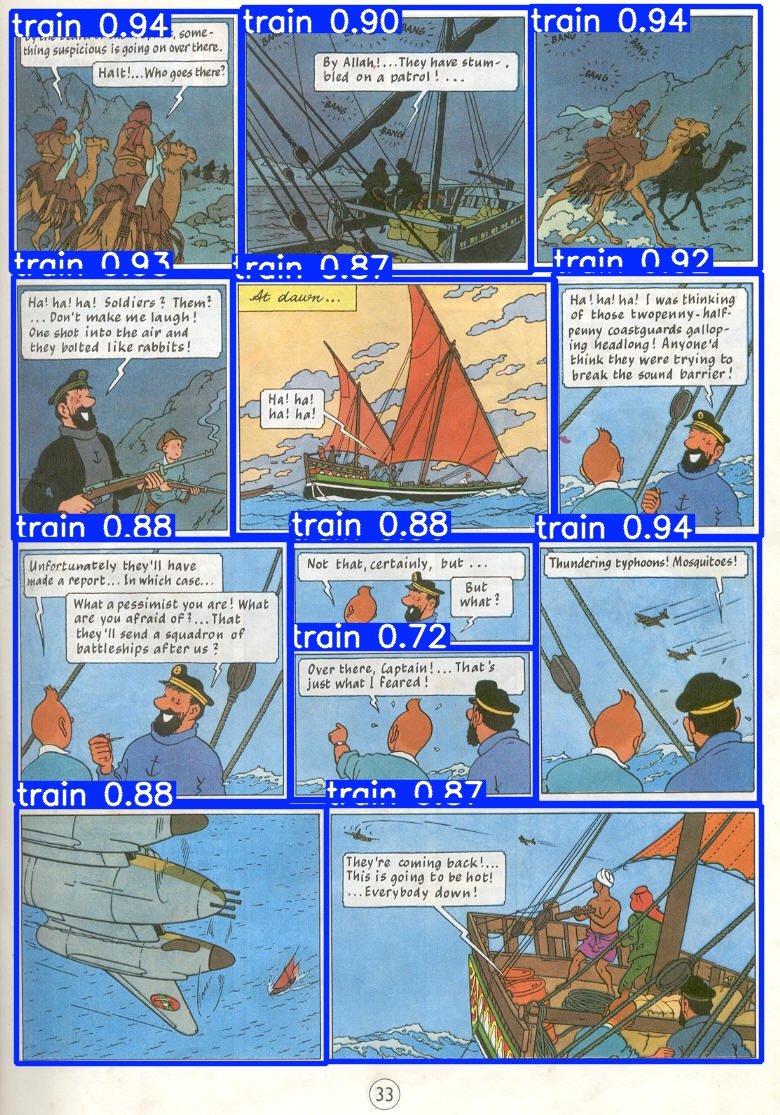 train 0.94
some-
thing suspicious is going on over there.
Halt!...Who goes there?
train 0.90
BANG
BANG
By Allah!...They have stum-
bled on a patrol!...
BANG
BANG
train 0.94
BANG
BANG
BANG
train 0.93
Ha! ha! ha! Soldiers? Them?
...Don't make me laugh!
One shot into the air and
they bolted like rabbits!
train 0.87
At dawn...
Ha! ha!
ha! ha!
train 0.92
Ha! ha! ha! I was thinking
of those twopenny-half-
penny coastguards gallop-
ing headlong! Anyone'd
think they were trying to
break the sound barrier!
train 0.88
Unfortunately they'll have
made a report... In which case...
What a pessimist you are! What
are you afraid of?...That
they'll send a squadron of
battleships after us?
train 0.88
Not that, certainly, but ...
But
what?
train 0.72
Over there, Captain!... That's
just what I feared!
train 0.94
Thundering typhoons! Mosquitoes!
train 0.88
train 0.87
They're coming back!...
This is going to be hot!
...Everybody down!
33